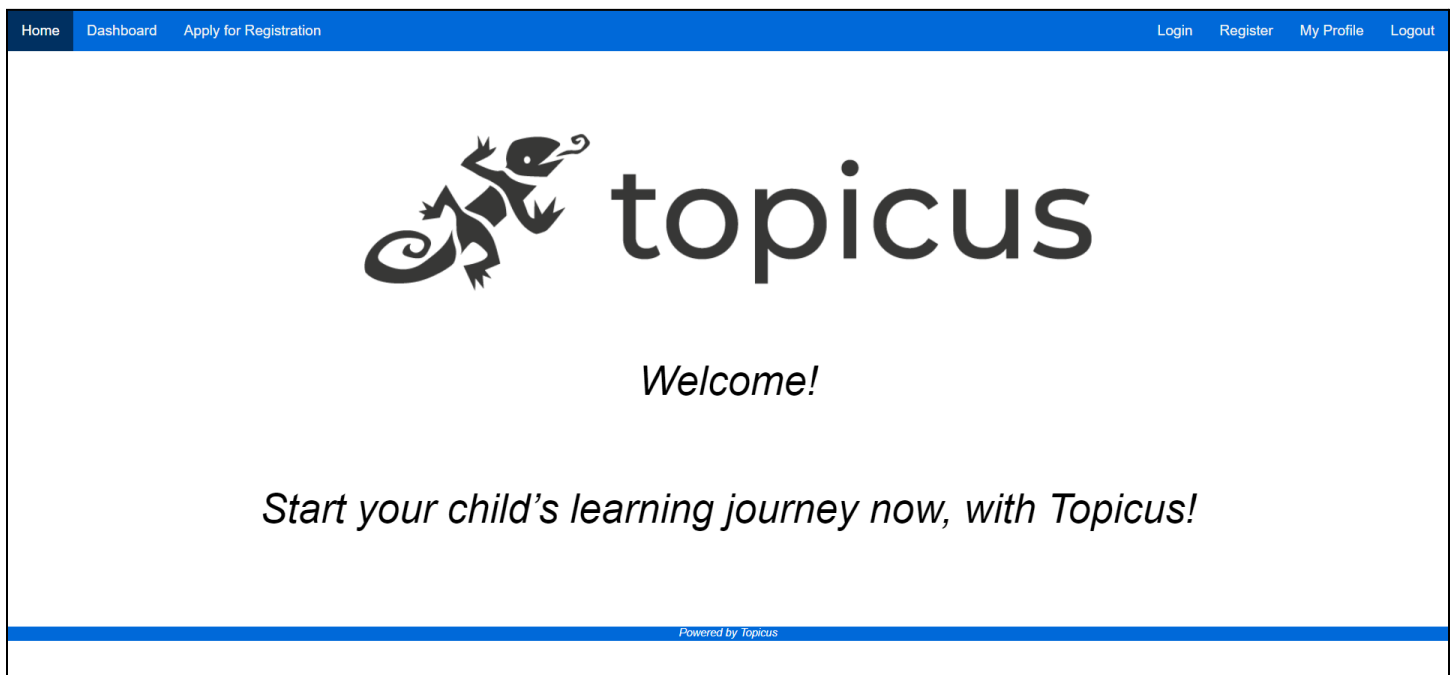 Home Dashboard Apply for Registration Login Register My Profile Logout
topicus
Welcome!
Start your child’s learning journey now, with Topicus!
Powered by Topicus